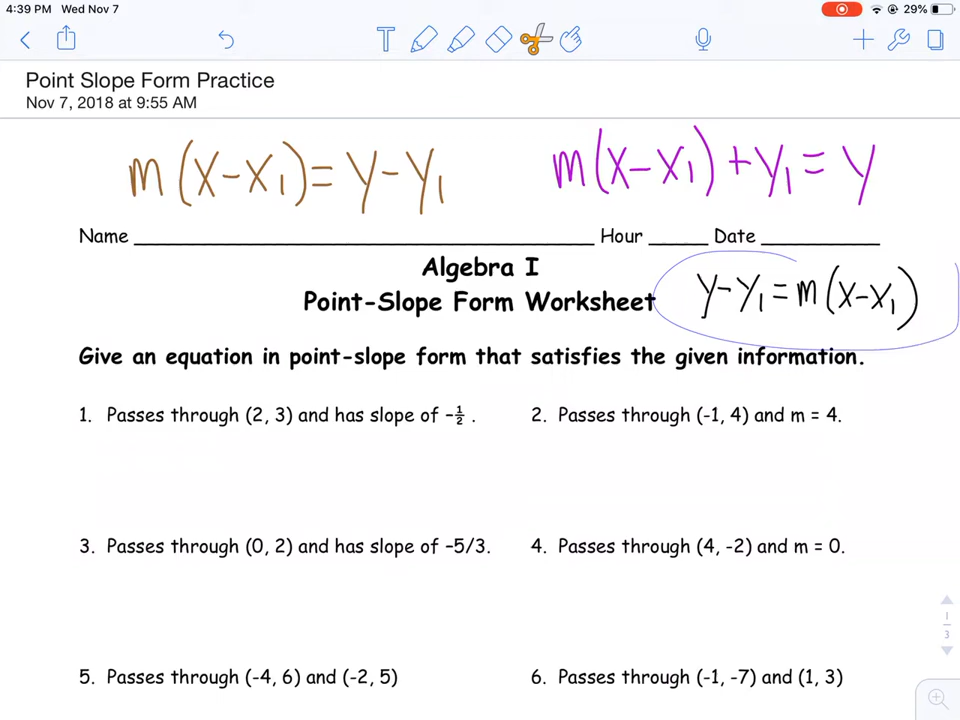 4:39 PM Wed Nov 7 29%
T
Point Slope Form Practice
Nov 7, 2018 at 9:55 AM
m(x-x₁)=y-y₁ m(x-x₁)+y₁=y
Name ____________________ Hour _____ Date __________
Algebra I
Point-Slope Form Worksheet
y-y₁=m(x-x₁)
Give an equation in point-slope form that satisfies the given information.
1. Passes through (2, 3) and has slope of -½ .
2. Passes through (-1, 4) and m = 4.
3. Passes through (0, 2) and has slope of -5/3.
4. Passes through (4, -2) and m = 0.
5. Passes through (-4, 6) and (-2, 5)
6. Passes through (-1, -7) and (1, 3)
1
3